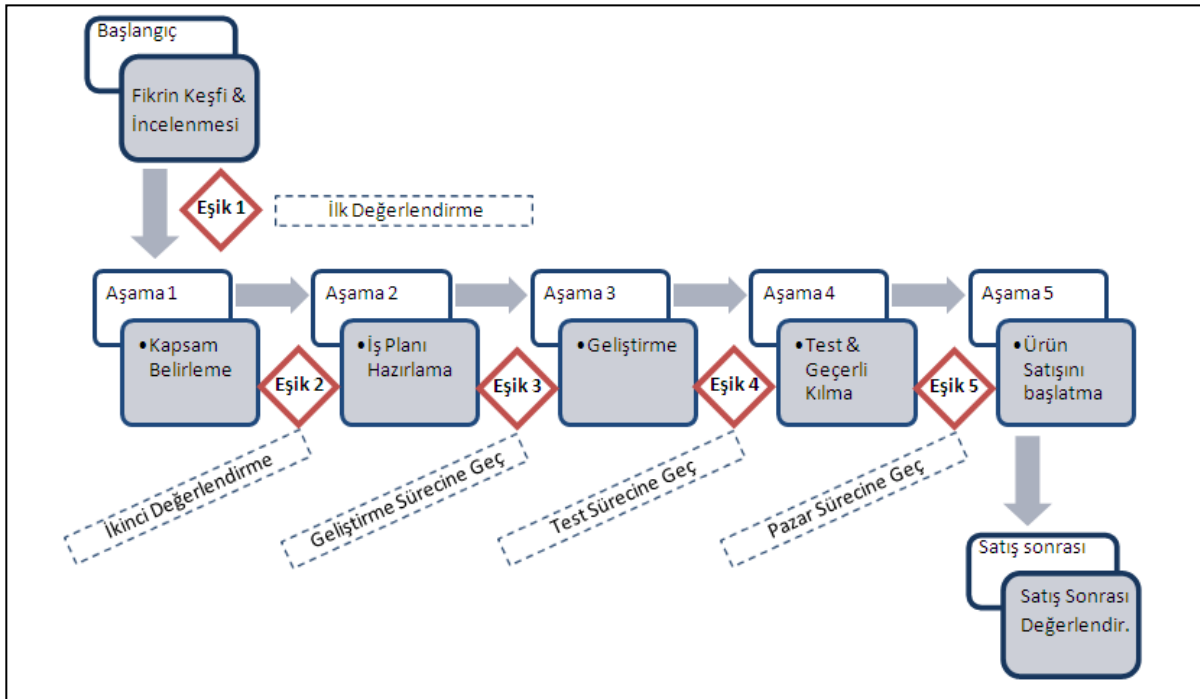 Başlangıç
Fikrin Keşfi &
İncelenmesi
Eşik 1
İlk Değerlendirme
Aşama 1
•Kapsam
Belirleme
Eşik 2
İkinci Değerlendirme
Aşama 2
•İş Planı
Hazırlama
Eşik 3
Geliştirme Sürecine Geç
Aşama 3
•Geliştirme
Eşik 4
Test Sürecine Geç
Aşama 4
•Test &
Geçerli
Kılma
Eşik 5
Pazar Sürecine Geç
Aşama 5
•Ürün
Satışını
başlatma
Satış sonrası
Satış Sonrası
Değerlendir.